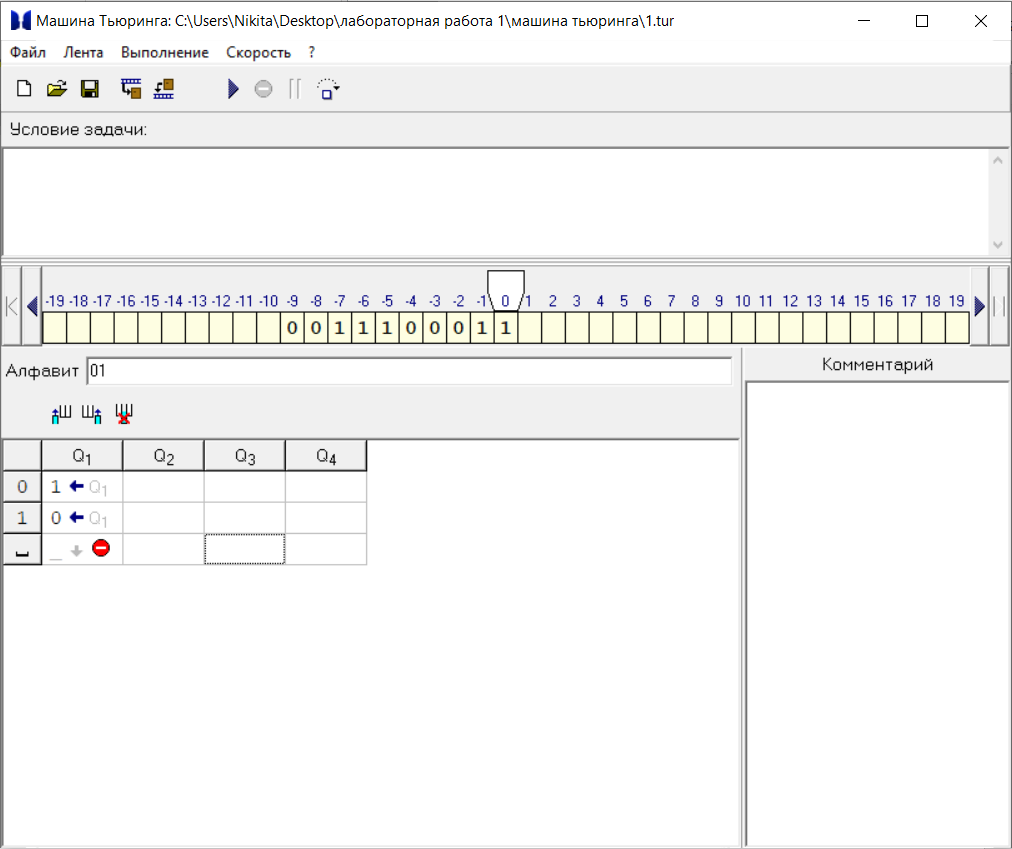 Машина Тьюринга: C:\Users\Nikita\Desktop\лабораторная работа 1\машина тьюринга\1.tur
Файл Лента Выполнение Скорость ?
Условие задачи:
-19 -18 -17 -16 -15 -14 -13 -12 -11 -10 -9 -8 -7 -6 -5 -4 -3 -2 -1 0 1 2 3 4 5 6 7 8 9 10 11 12 13 14 15 16 17 18 19
0 0 1 1 1 0 0 0 1 1
Алфавит 01
Комментарий
Q1 Q2 Q3 Q4
0 1 ← Q1
1 0 ← Q1
_ _ ↓